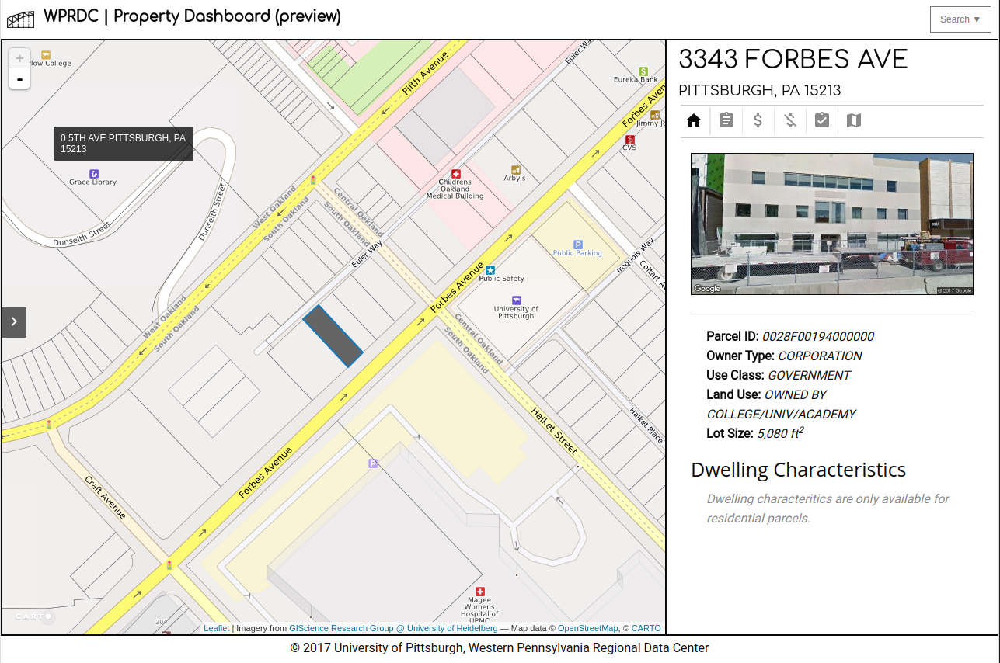 WPRDC | Property Dashboard (preview)
Search ▼
+
-
low College
0 5TH AVE PITTSBURGH, PA
15213
Grace Library
Dunseith Street
Dunseith Street
West Oakland
South Oakland
Fifth Avenue
Euler Way
Eureka Bank
Forbes Aven
Jimmy Jo
CVS
Arby's
Childrens
Oakland
Medical Building
Central Oakland
South Oakland
Euler Way
Public Parking
Iroquois Way
Coltart A
Public Safety
University of
Pittsburgh
Forbes Avenue
West Oakland
South Oakland
Central Oakland
South Oakland
Halket Street
Halket Place
Forbes Avenue
Craft Avenue
Magee
Womens
Hospital of
UPMC
204
CARTO
Leaflet | Imagery from GIScience Research Group @ University of Heidelberg — Map data © OpenStreetMap, © CARTO
3343 FORBES AVE
PITTSBURGH, PA 15213
Google
© 2017 Google
Parcel ID: 0028F00194000000
Owner Type: CORPORATION
Use Class: GOVERNMENT
Land Use: OWNED BY
COLLEGE/UNIV/ACADEMY
Lot Size: 5,080 ft²
Dwelling Characteristics
Dwelling characteritics are only available for
residential parcels.
© 2017 University of Pittsburgh, Western Pennsylvania Regional Data Center